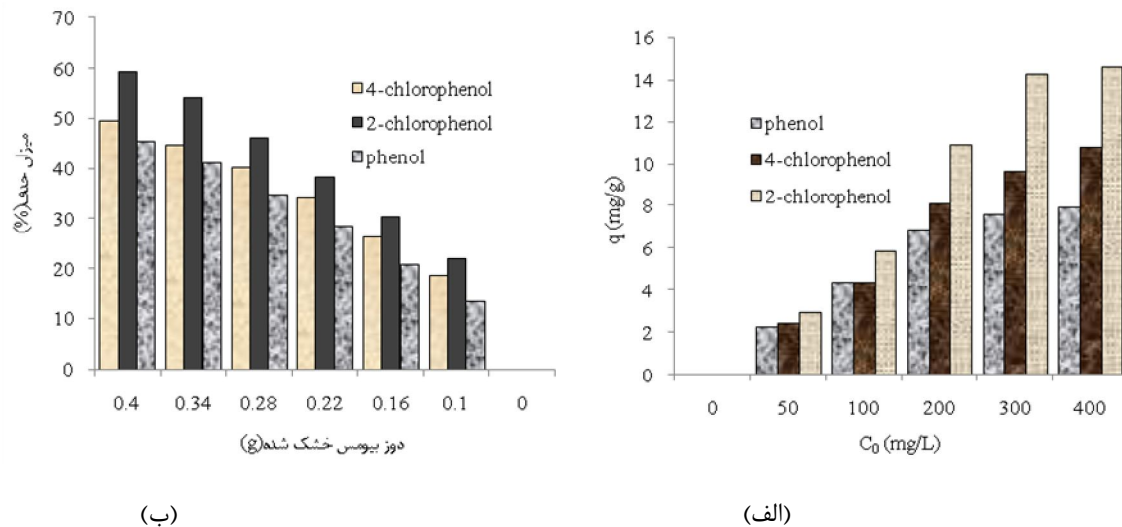 70
60
50
40
30
20
10
0
میزان حذف(%)
4-chlorophenol
2-chlorophenol
phenol
0.4 0.34 0.28 0.22 0.16 0.1 0
دوز بیومس خشک شده(g)
(ب)
16
14
12
10
8
6
4
2
0
q (mg/g)
phenol
4-chlorophenol
2-chlorophenol
0 50 100 200 300 400
C₀ (mg/L)
(الف)